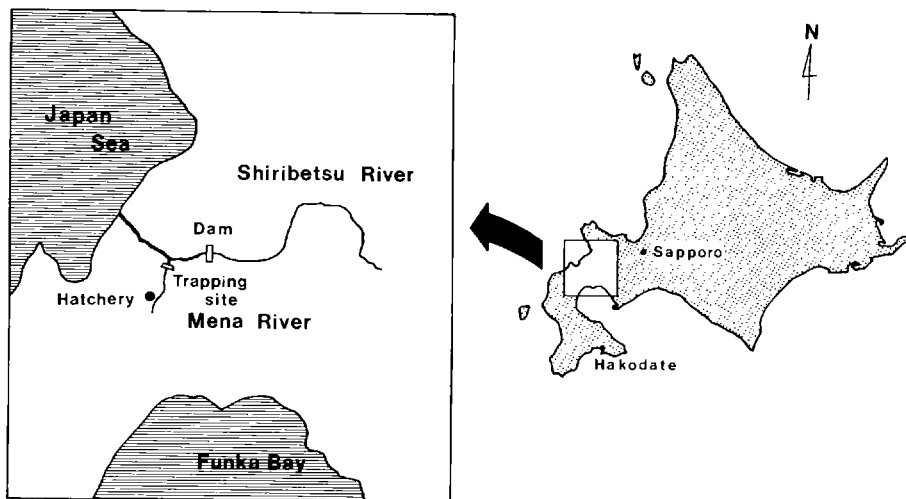 Japan
Sea
Shiribetsu River
Dam
Trapping
site
Hatchery
Mena River
Funka Bay
N
Sapporo
Hakodate